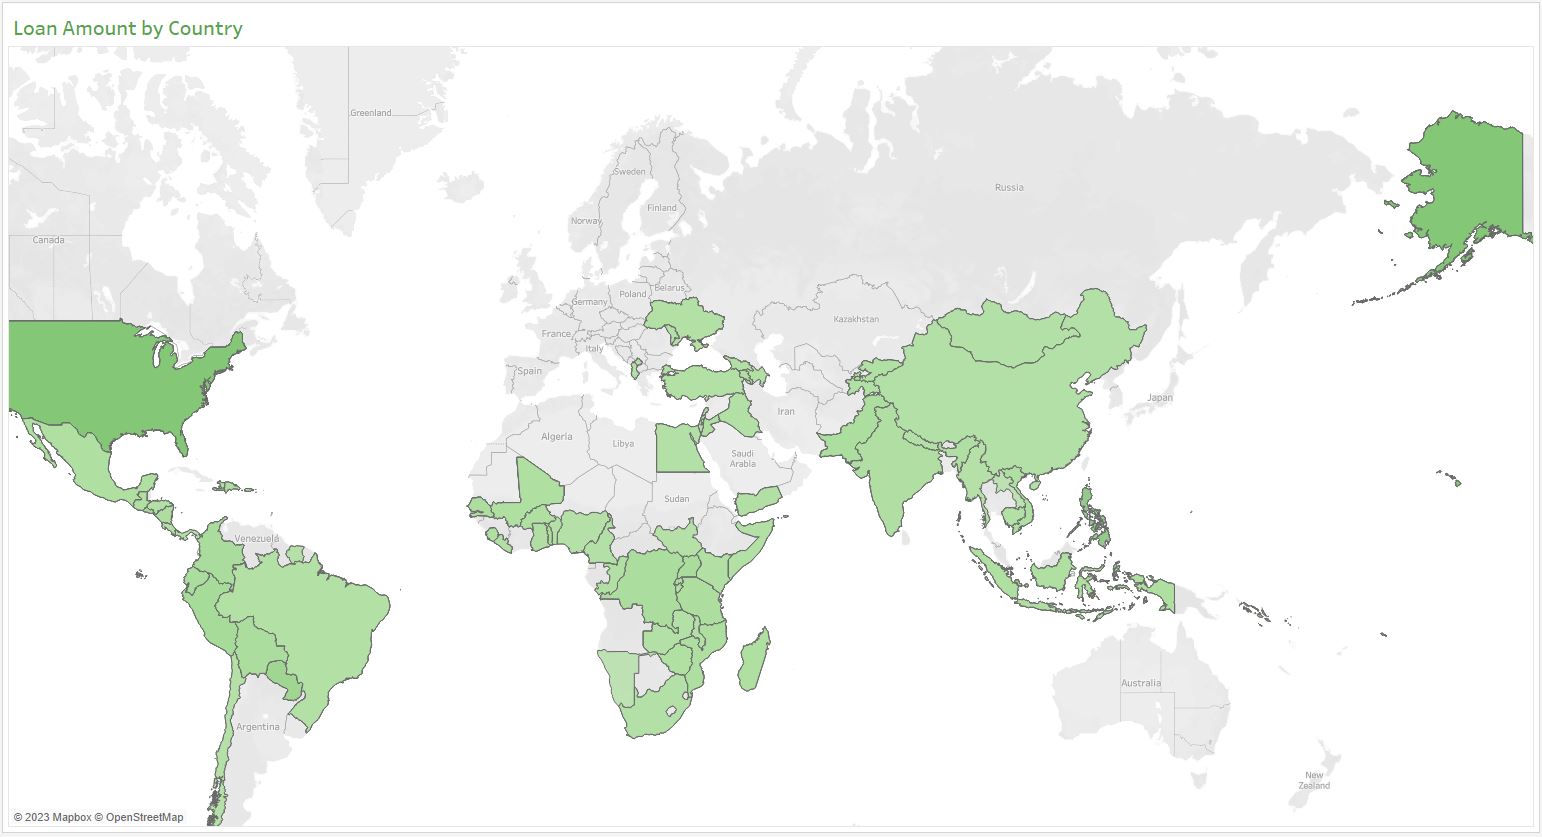 Loan Amount by Country
Greenland
Sweden
Russia
Finland
Norway
Canada
Belarus
Poland
Germany
Kazakhstan
France
Italy
Spain
Japan
Iran
Algeria
Libya
Saudi
Arabia
Sudan
Venezuela
Australia
Argentina
New
Zealand
© 2023 Mapbox © OpenStreetMap